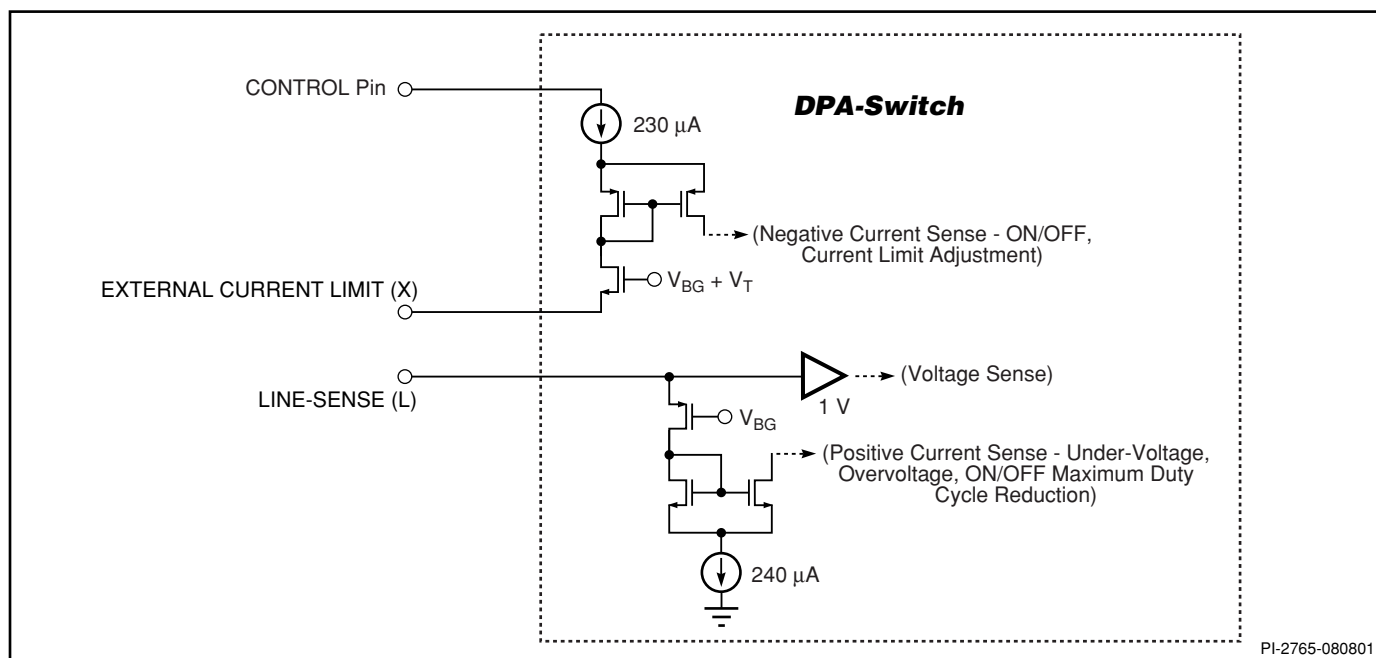 CONTROL Pin
DPA-Switch
230 μA
(Negative Current Sense - ON/OFF,
Current Limit Adjustment)
V_BG + V_T
EXTERNAL CURRENT LIMIT (X)
(Voltage Sense)
LINE-SENSE (L)
1 V
V_BG
(Positive Current Sense - Under-Voltage,
Overvoltage, ON/OFF Maximum Duty
Cycle Reduction)
240 μA
PI-2765-080801